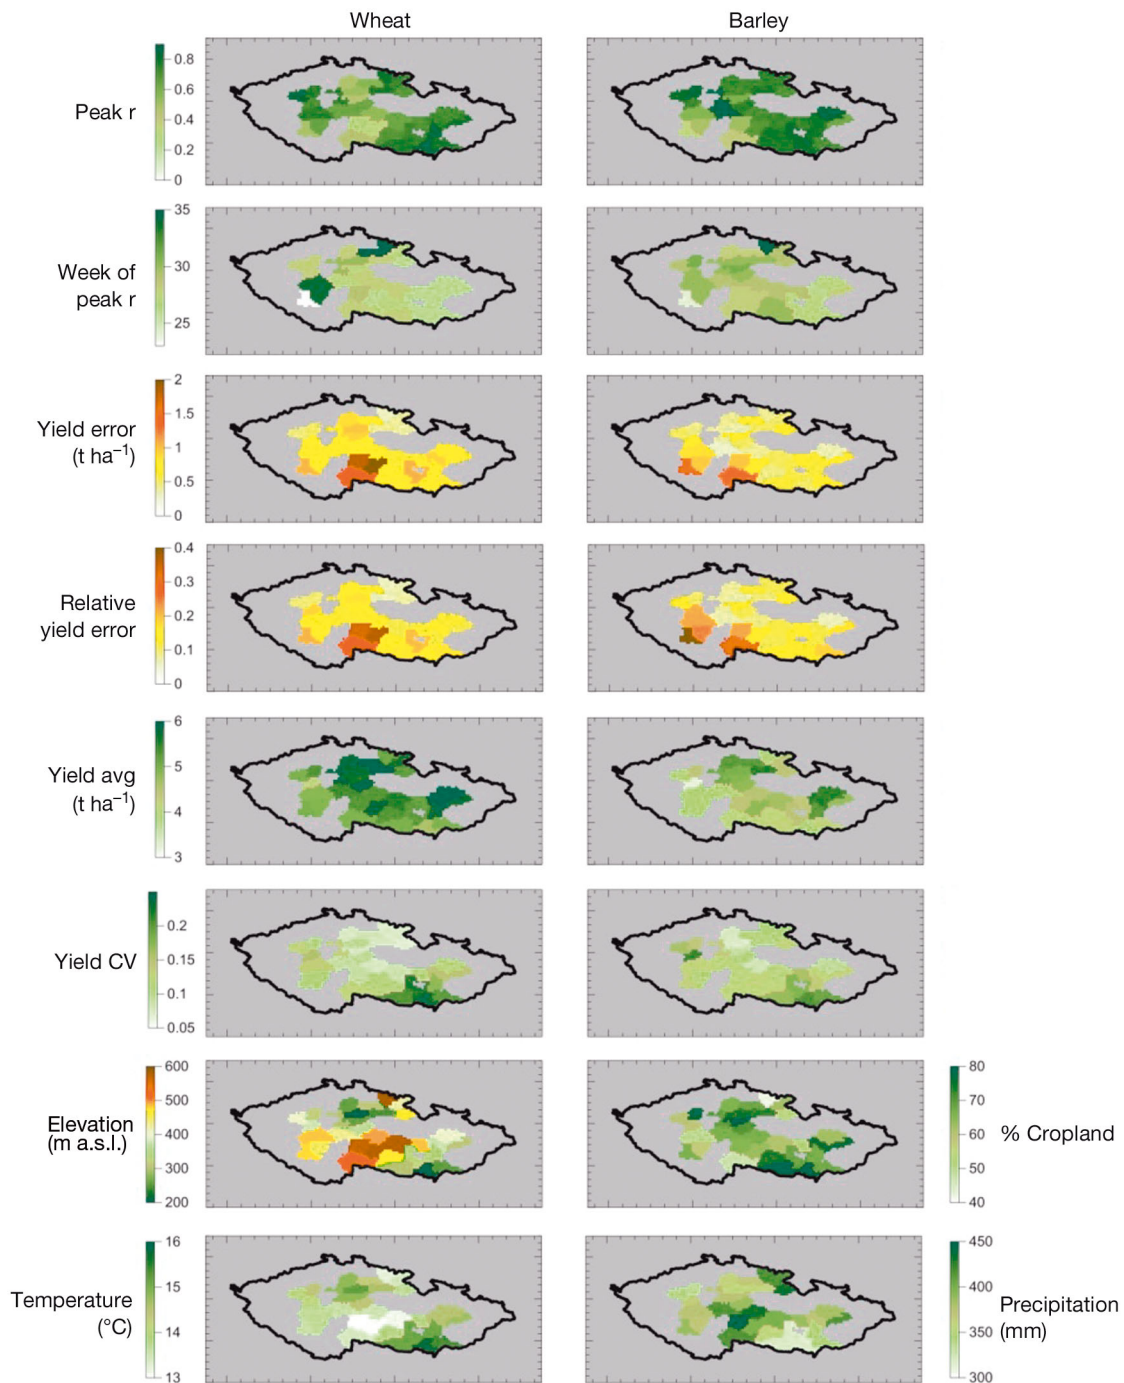 Wheat Barley
0.8
0.6
Peak r 0.4
0.2
0
35
Week of 30
peak r
25
2
Yield error 1.5
(t ha–1) 1
0.5
0
0.4
Relative 0.3
yield error 0.2
0.1
0
6
Yield avg 5
(t ha–1) 4
3
0.2
Yield CV 0.15
0.1
0.05
600 80
Elevation 500 70
(m a.s.l.) 400 60 % Cropland
300 50
200 40
16 450
Temperature 15 400 Precipitation
(°C) 14 350 (mm)
13 300